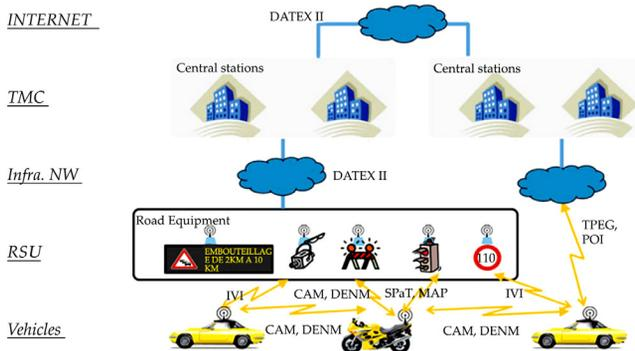 INTERNET
DATEX II
TMC
Central stations
Central stations
Infra. NW
DATEX II
Road Equipment
TPEG,
POI
RSU
EMBOUTEILLAG
E DE 2KM A 10
KM
110
IVI
CAM, DENM
SPaT, MAP
IVI
Vehicles
CAM, DENM
CAM, DENM